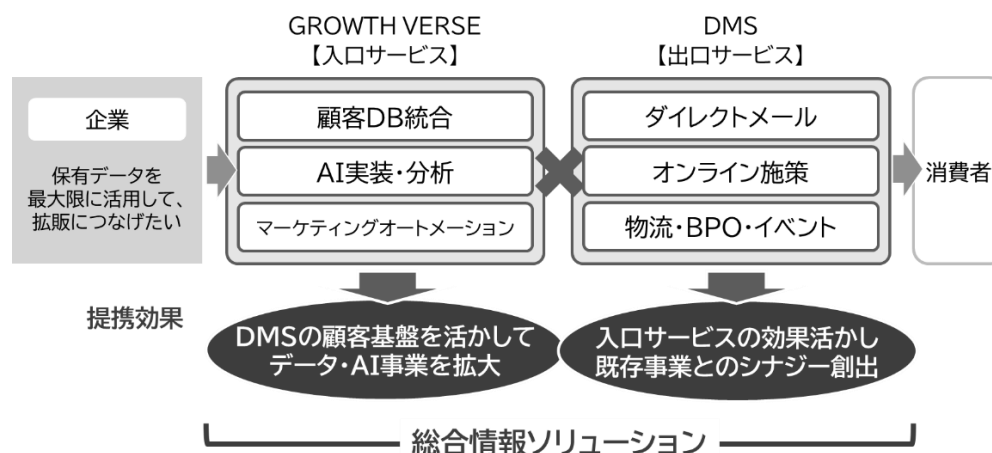 GROWTH VERSE
【入口サービス】
DMS
【出口サービス】
企業
保有データを
最大限に活用して、
拡販につなげたい
顧客DB統合
AI実装・分析
マーケティングオートメーション
ダイレクトメール
オンライン施策
物流・BPO・イベント
消費者
提携効果
DMSの顧客基盤を活かして
データ・AI事業を拡大
入口サービスの効果活かし
既存事業とのシナジー創出
総合情報ソリューション